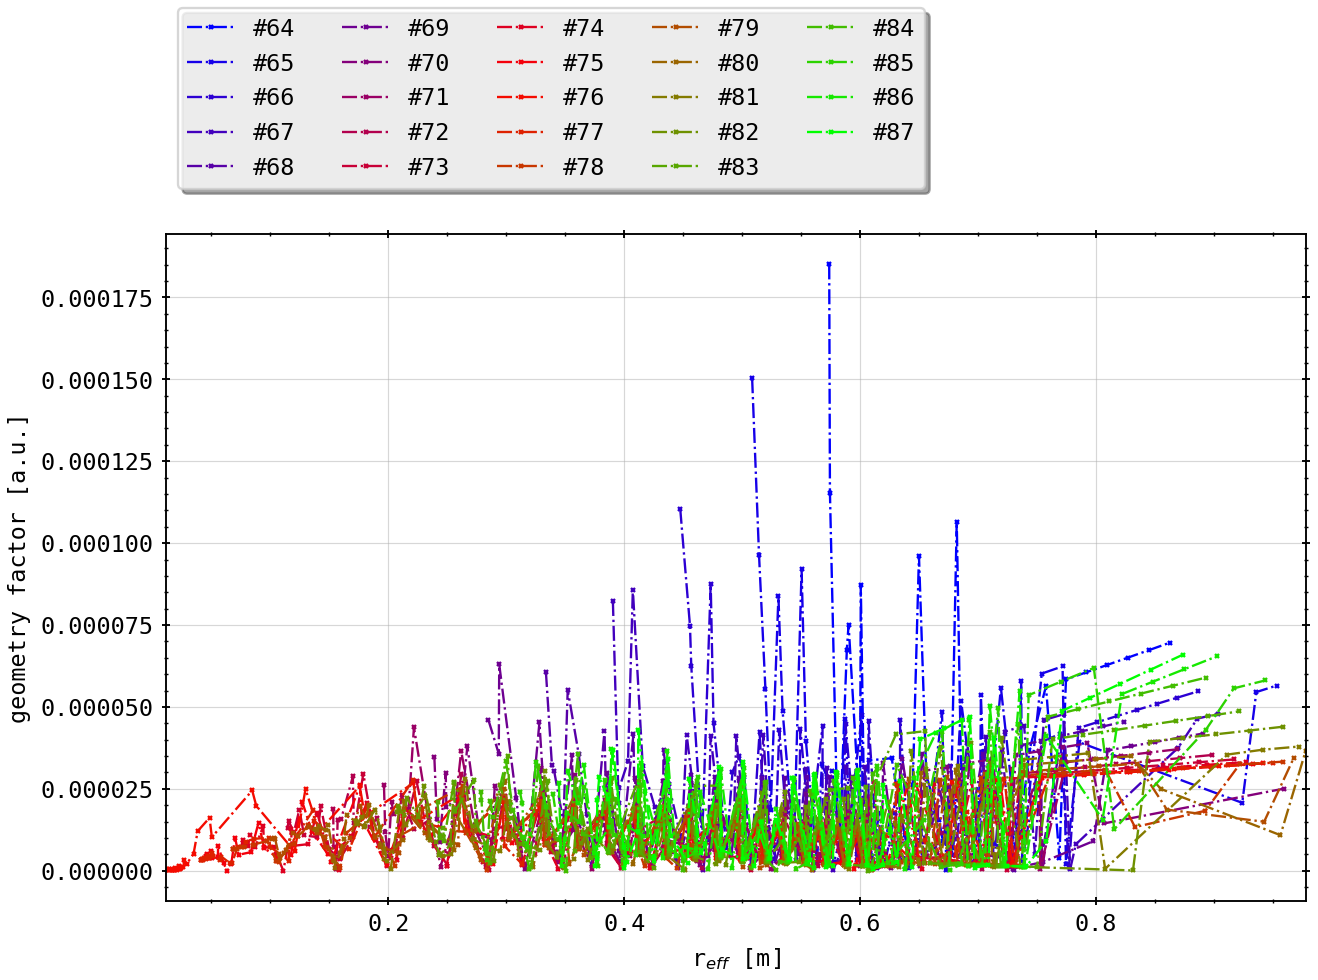 #64 #69 #74 #79 #84
#65 #70 #75 #80 #85
#66 #71 #76 #81 #86
#67 #72 #77 #82 #87
#68 #73 #78 #83
0.000175
0.000150
0.000125
0.000100
0.000075
0.000050
0.000025
0.000000
geometry factor [a.u.]
0.2 0.4 0.6 0.8
r_eff [m]